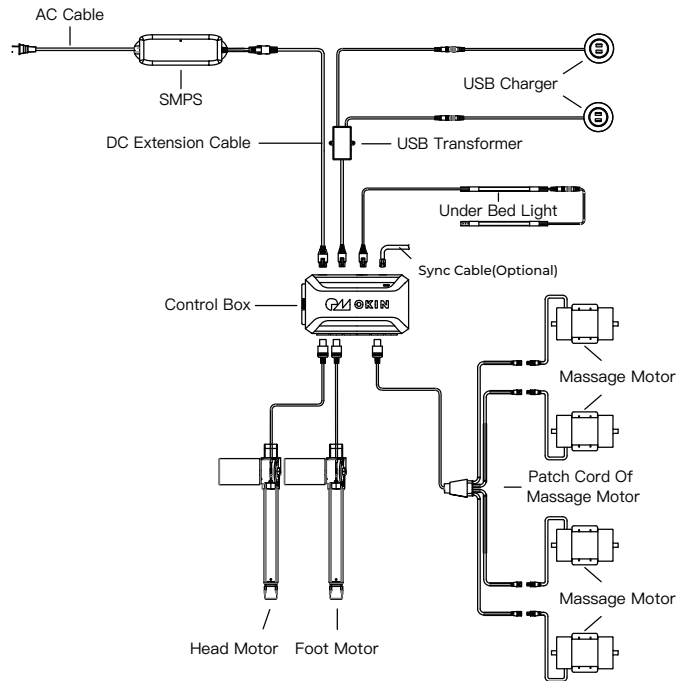 AC Cable
SMPS
USB Charger
DC Extension Cable
USB Transformer
Under Bed Light
Sync Cable(Optional)
Control Box
OKIN
Massage Motor
Patch Cord Of
Massage Motor
Massage Motor
Head Motor
Foot Motor